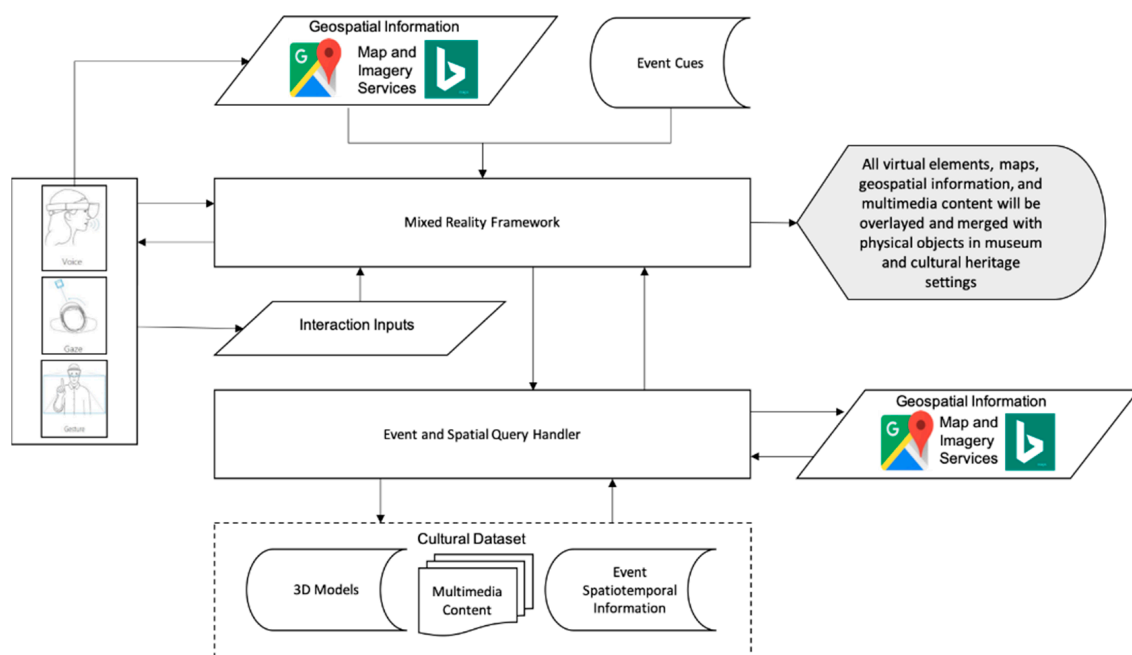 Geospatial Information
G
Map and
Imagery
Services
Event Cues
Voice
Gaze
Gesture
Mixed Reality Framework
All virtual elements, maps,
geospatial information, and
multimedia content will be
overlayed and merged with
physical objects in museum
and cultural heritage
settings
Interaction Inputs
Event and Spatial Query Handler
Geospatial Information
G
Map and
Imagery
Services
Cultural Dataset
3D Models
Multimedia
Content
Event
Spatiotemporal
Information